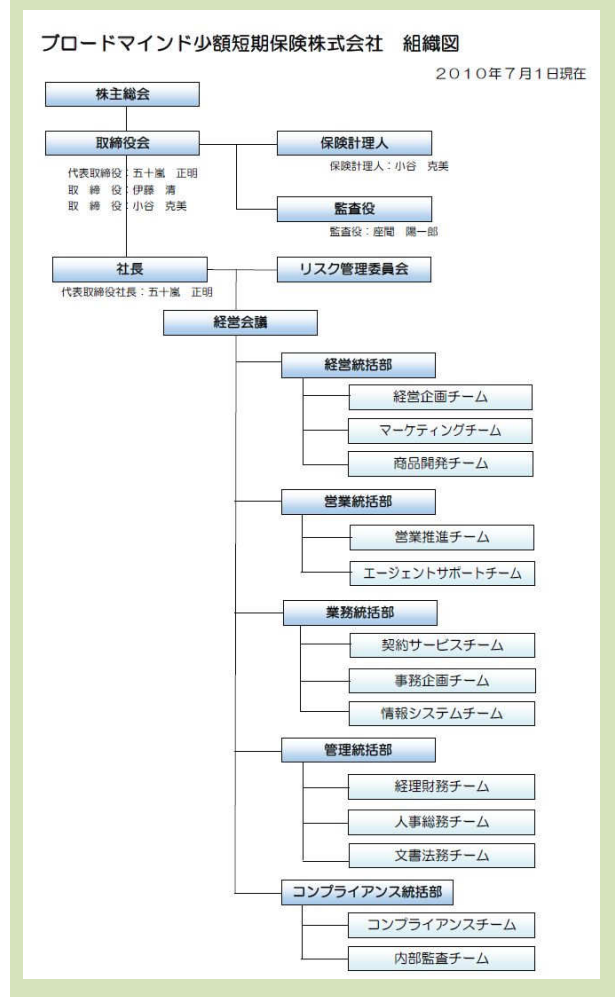 ブロードマインド少額短期保険株式会社　組織図
２０１０年７月１日現在
株主総会
取締役会
保険計理人
代表取締役：五十嵐　正明
取　締　役：伊藤　清
取　締　役：小谷　克美
保険計理人：小谷　克美
監査役
監査役：座間　陽一郎
社長
リスク管理委員会
代表取締役社長：五十嵐　正明
経営会議
経営統括部
経営企画チーム
マーケティングチーム
商品開発チーム
営業統括部
営業推進チーム
エージェントサポートチーム
業務統括部
契約サービスチーム
事務企画チーム
情報システムチーム
管理統括部
経理財務チーム
人事総務チーム
文書法務チーム
コンプライアンス統括部
コンプライアンスチーム
内部監査チーム